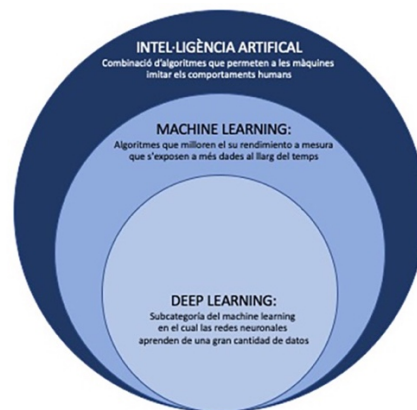 INTEL·LIGÈNCIA ARTIFICAL
Combinació d'algoritmes que permeten a les màquines
imitar els comportaments humans
MACHINE LEARNING:
Algoritmes que milloren el su rendimiento a mesura
que s'exposen a més dades al llarg del temps
DEEP LEARNING:
Subcategoría del machine learning
en el cual las redes neuronales
aprenden de una gran cantidad de datos